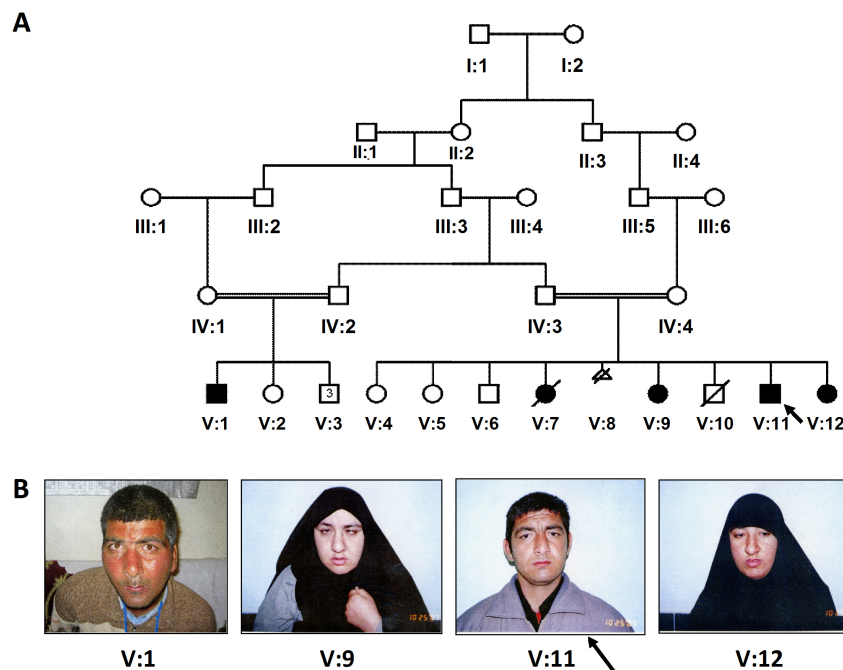 A
I:1 I:2
II:1 II:2 II:3 II:4
III:1 III:2 III:3 III:4 III:5 III:6
IV:1 IV:2 IV:3 IV:4
3
V:1 V:2 V:3 V:4 V:5 V:6 V:7 V:8 V:9 V:10 V:11 V:12
B
V:1 V:9 V:11 V:12